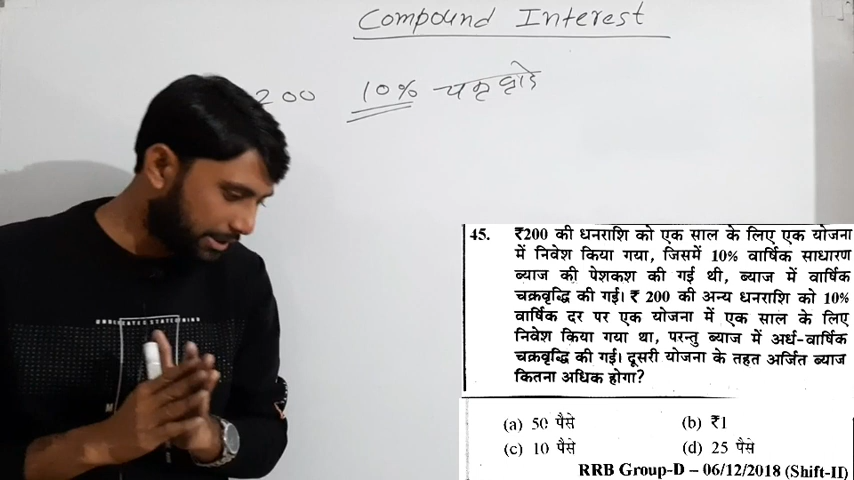 Compound Interest
200 10% चक्रवृद्धि
45. ₹200 की धनराशि को एक साल के लिए एक योजना
में निवेश किया गया, जिसमें 10% वार्षिक साधारण
ब्याज की पेशकश की गई थी, ब्याज में वार्षिक
चक्रवृद्धि की गई। ₹ 200 की अन्य धनराशि को 10%
वार्षिक दर पर एक योजना में एक साल के लिए
निवेश किया गया था, परन्तु ब्याज में अर्ध-वार्षिक
चक्रवृद्धि की गई। दूसरी योजना के तहत अर्जित ब्याज
कितना अधिक होगा?
(a) 50 पैसे (b) ₹1
(c) 10 पैसे (d) 25 पैसे
RRB Group-D – 06/12/2018 (Shift-II)